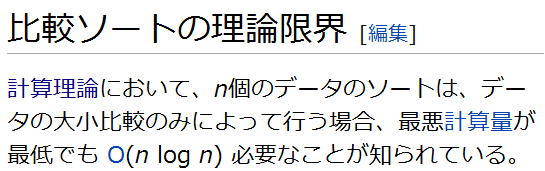 比較ソートの理論限界 [編集]
計算理論において、n個のデータのソートは、デー
タの大小比較のみによって行う場合、最悪計算量が
最低でも O(n log n) 必要なことが知られている。